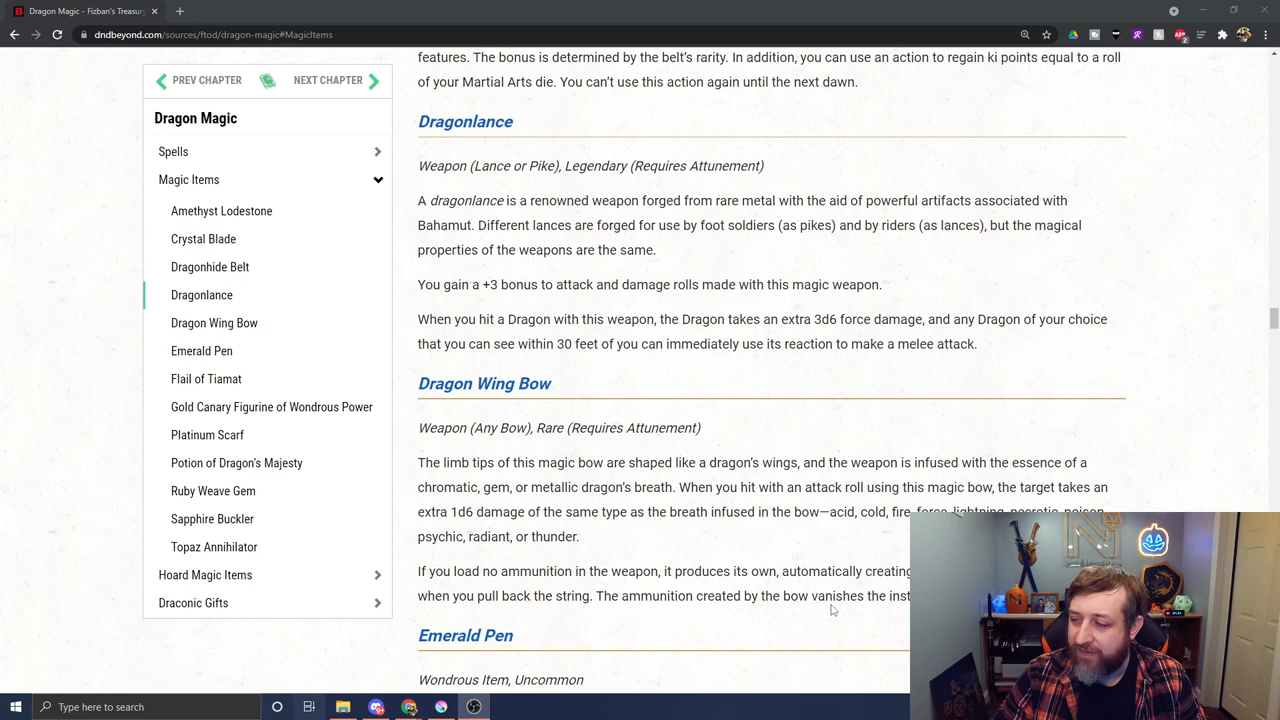 Dragon Magic - Fizban's Treasury
dndbeyond.com/sources/ftod/dragon-magic#MagicItems
PREV CHAPTER
NEXT CHAPTER
Dragon Magic
Spells
Magic Items
Amethyst Lodestone
Crystal Blade
Dragonhide Belt
Dragonlance
Dragon Wing Bow
Emerald Pen
Flail of Tiamat
Gold Canary Figurine of Wondrous Power
Platinum Scarf
Potion of Dragon's Majesty
Ruby Weave Gem
Sapphire Buckler
Topaz Annihilator
Hoard Magic Items
Draconic Gifts
features. The bonus is determined by the belt's rarity. In addition, you can use an action to regain ki points equal to a roll
of your Martial Arts die. You can't use this action again until the next dawn.
Dragonlance
Weapon (Lance or Pike), Legendary (Requires Attunement)
A dragonlance is a renowned weapon forged from rare metal with the aid of powerful artifacts associated with
Bahamut. Different lances are forged for use by foot soldiers (as pikes) and by riders (as lances), but the magical
properties of the weapons are the same.
You gain a +3 bonus to attack and damage rolls made with this magic weapon.
When you hit a Dragon with this weapon, the Dragon takes an extra 3d6 force damage, and any Dragon of your choice
that you can see within 30 feet of you can immediately use its reaction to make a melee attack.
Dragon Wing Bow
Weapon (Any Bow), Rare (Requires Attunement)
The limb tips of this magic bow are shaped like a dragon's wings, and the weapon is infused with the essence of a
chromatic, gem, or metallic dragon's breath. When you hit with an attack roll using this magic bow, the target takes an
extra 1d6 damage of the same type as the breath infused in the bow—acid, cold, fire, force, lightning, necrotic, poison,
psychic, radiant, or thunder.
If you load no ammunition in the weapon, it produces its own, automatically creating
when you pull back the string. The ammunition created by the bow vanishes the inst
Emerald Pen
Wondrous Item, Uncommon
Type here to search